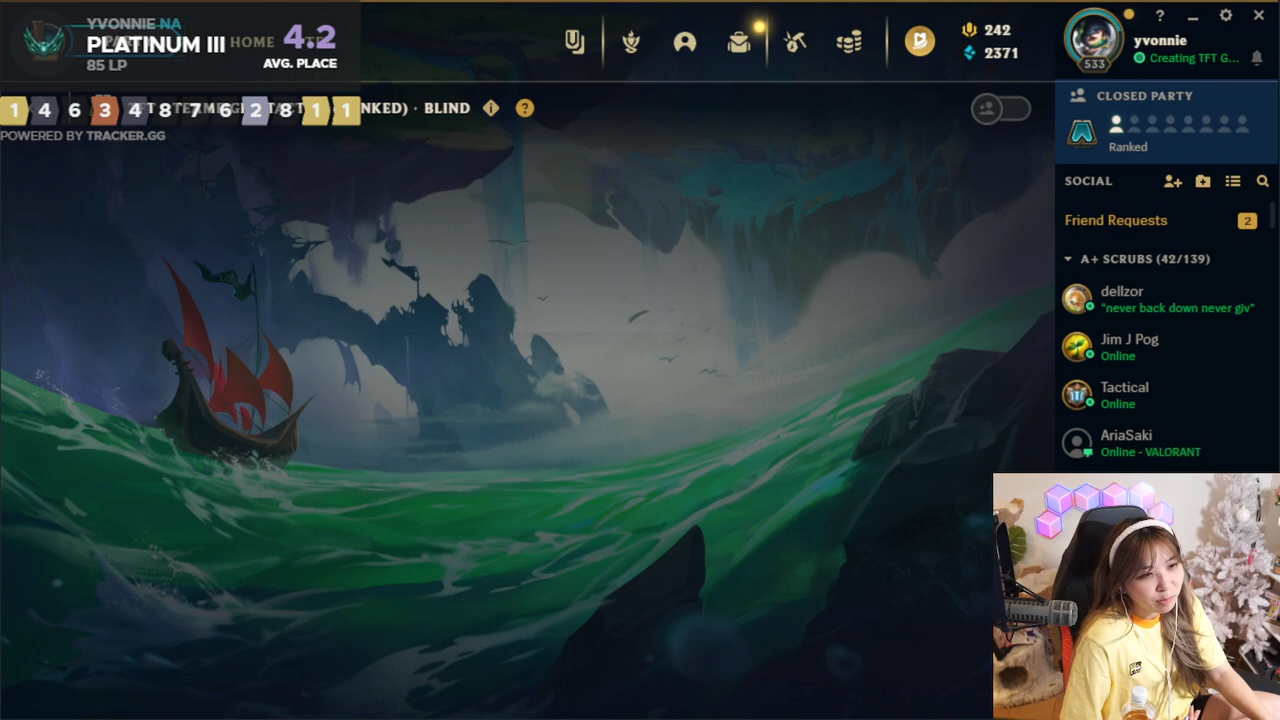 YVONNIE NA
PLATINUM III
85 LP
HOME
4.2
AVG. PLACE
1 4 6 3 4 8 7 6 2 8 1 1
NKED) · BLIND
?
POWERED BY TRACKER.GG
242
2371
?
533
yvonnie
Creating TFT G...
CLOSED PARTY
Ranked
SOCIAL
Friend Requests
2
A+ SCRUBS (42/139)
dellzor
"never back down never giv"
Jim J Pog
Online
Tactical
Online
AriaSaki
Online - VALORANT